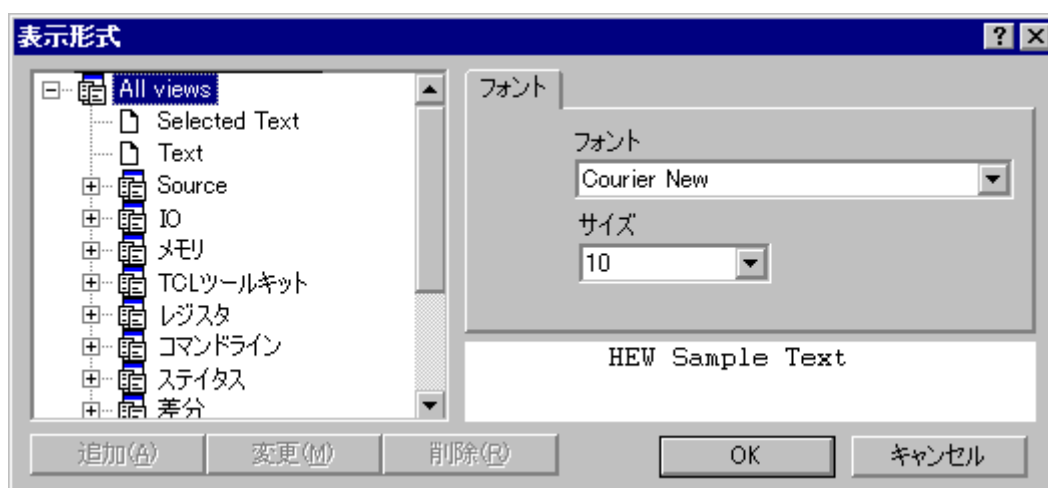 表示形式
All views
Selected Text
Text
Source
IO
メモリ
TCLツールキット
レジスタ
コマンドライン
ステイタス
差分
フォント
フォント
Courier New
サイズ
10
HEW Sample Text
追加(A)
変更(M)
削除(R)
OK
キャンセル